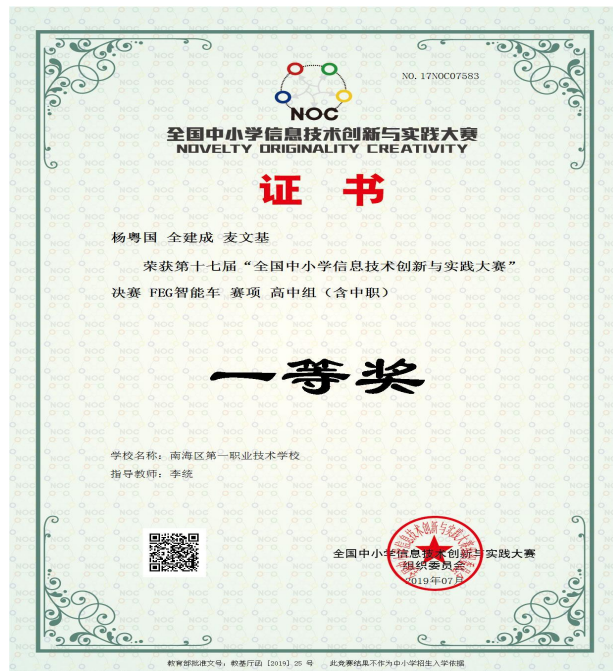 NO.17NOC07583
NOC
全国中小学信息技术创新与实践大赛
NOVELTY ORIGINALITY CREATIVITY
证 书
杨粤国 全建成 麦文基
荣获第十七届“全国中小学信息技术创新与实践大赛”
决赛 FEG智能车 赛项 高中组（含中职）
一等奖
学校名称：南海区第一职业技术学校
指导教师：李统
全国中小学信息技术创新与实践大赛
组织委员会
2019年07月
教育部批准文号：教基厅函 [2019] 25 号 此竞赛结果不作为中小学招生入学依据